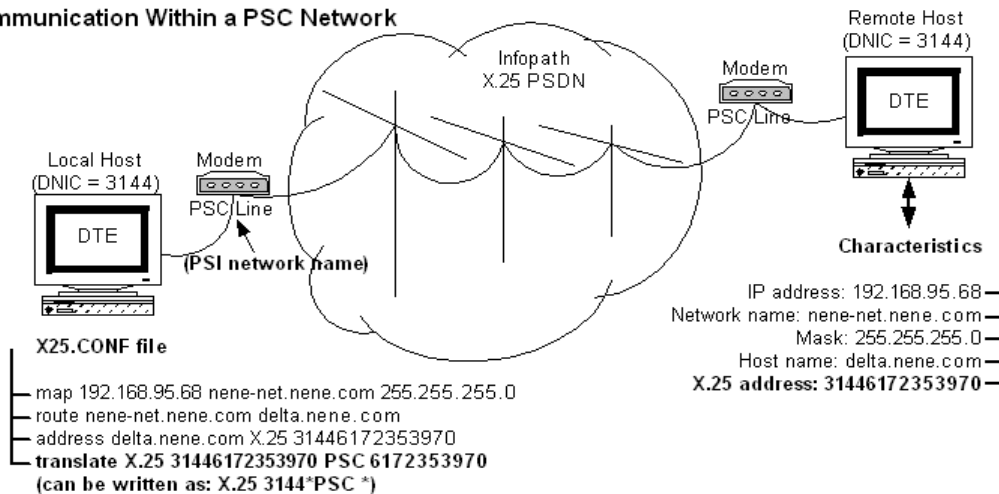 mmunication Within a PSC Network
Remote Host
(DNIC = 3144)
Infopath
X.25 PSDN
Modem
PSC Line
DTE
Local Host
(DNIC = 3144)
Modem
PSC Line
DTE
(PSI network name)
Characteristics
IP address: 192.168.95.68
Network name: nene-net.nene.com
Mask: 255.255.255.0
Host name: delta.nene.com
X.25 address: 31446172353970
X25.CONF file
map 192.168.95.68 nene-net.nene.com 255.255.255.0
route nene-net.nene.com delta.nene.com
address delta.nene.com X.25 31446172353970
translate X.25 31446172353970 PSC 6172353970
(can be written as: X.25 3144*PSC *)